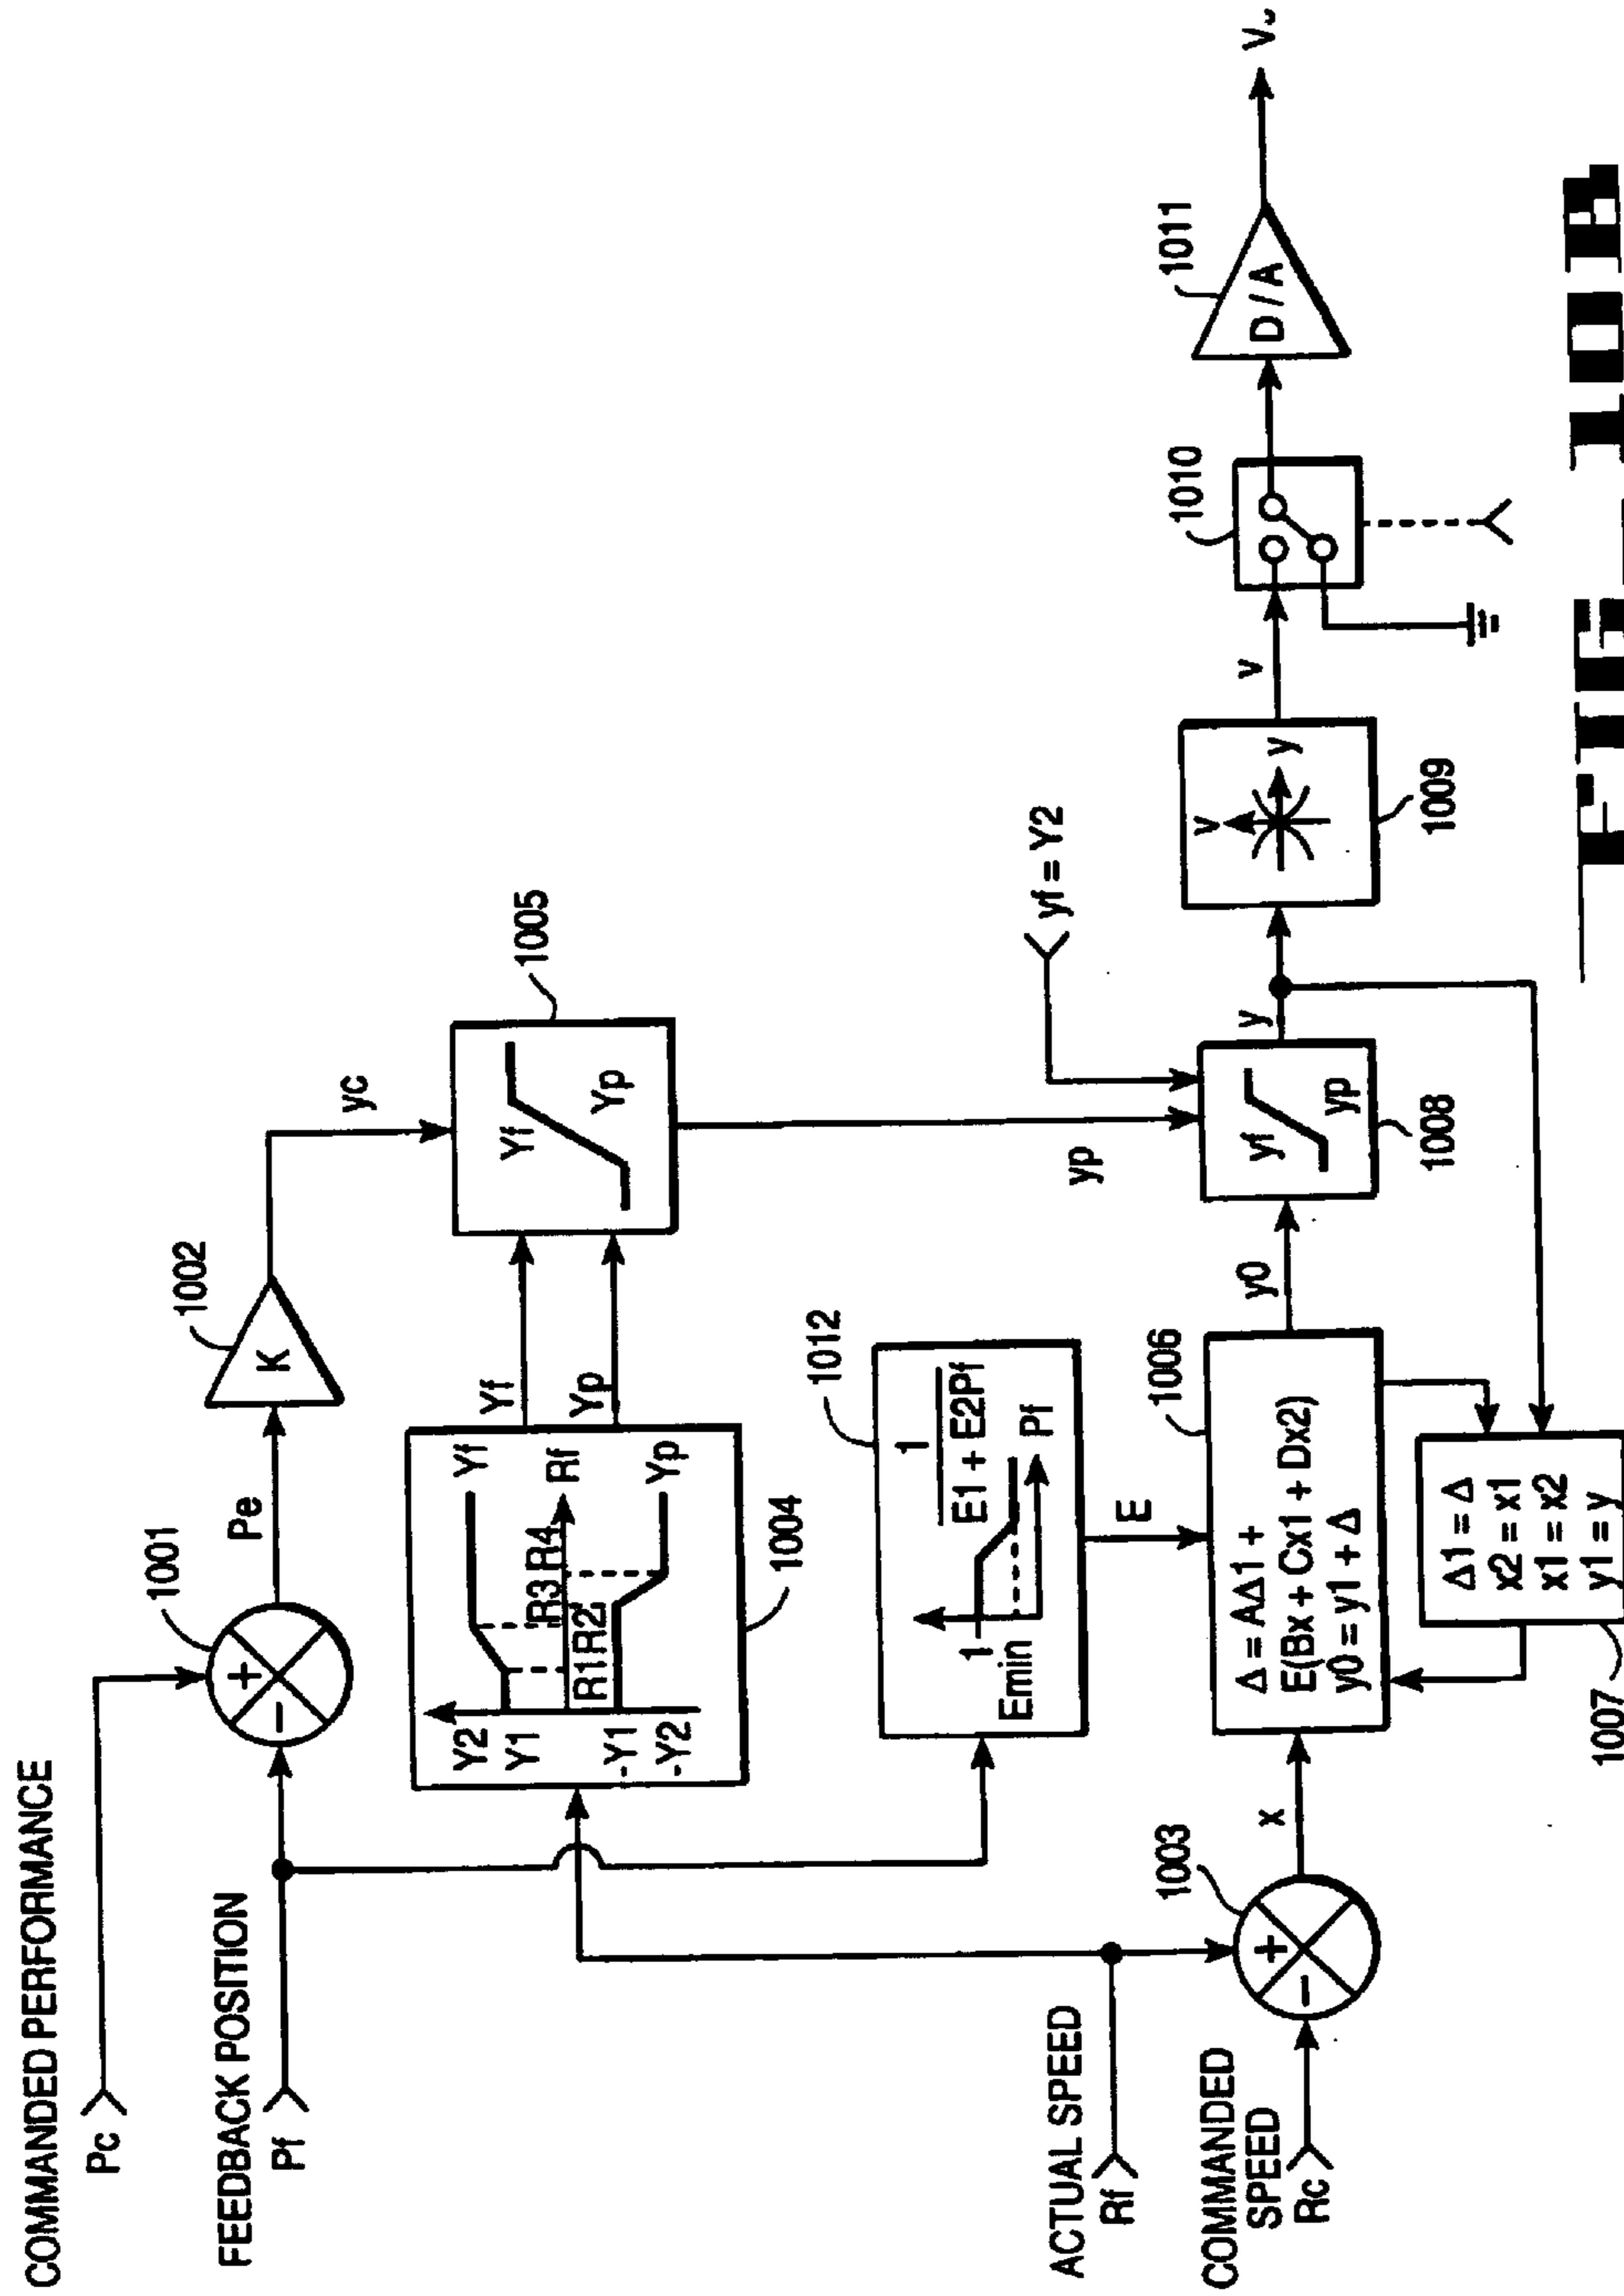 COMMANDED PERFORMANCE
Pc
FEEDBACK POSITION
Pf
1001
+
-
Pe
1002
K
yc
1005
Yf
Yp
Yf
Yp
Y2
Y1
-Y1
-Y2
Yf
R3 R4
Rf
R1 R2
Yp
1004
1012
1
E1 + E2Pf
1
Emin
Pf
E
ACTUAL SPEED
Rf
COMMANDED
SPEED
Rc
1003
+
-
x
1006
Δ = AΔ1 +
E(Bx + Cx1 + Dx2)
y0 = y1 + Δ
1007
Δ1 = Δ
x2 = x1
x1 = x2
y1 = y
y0
yp
yf = Y2
yf
yp
1008
y
v
y
1009
v
1010
D / A
1011